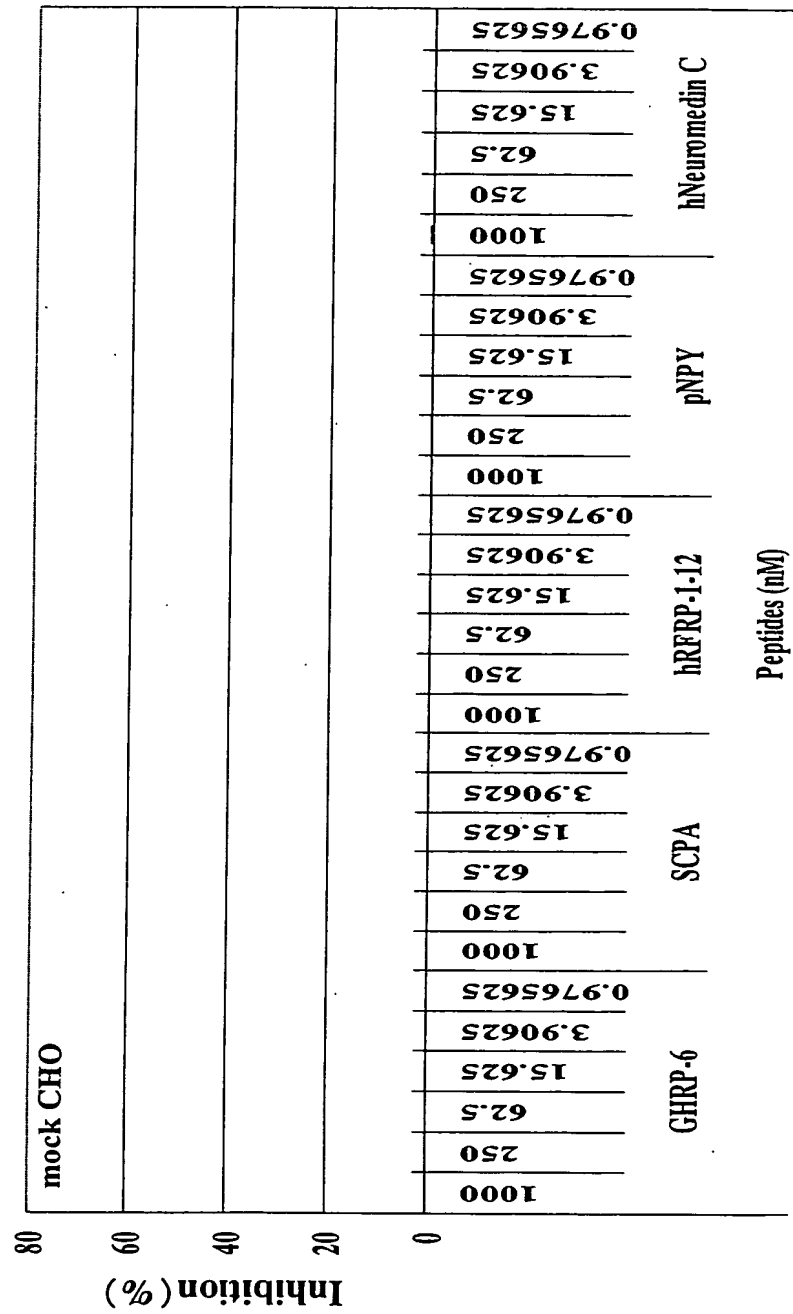 mock CHO
80
60
40
20
0
Inhibition (%)
1000 250 62.5 15.625 3.90625 0.9765625 1000 250 62.5 15.625 3.90625 0.9765625 1000 250 62.5 15.625 3.90625 0.9765625 1000 250 62.5 15.625 3.90625 0.9765625 1000 250 62.5 15.625 3.90625 0.9765625
GHRP-6 SCPA hRFRP-1-12 pNPY hNeuromedin C
Peptides (nM)